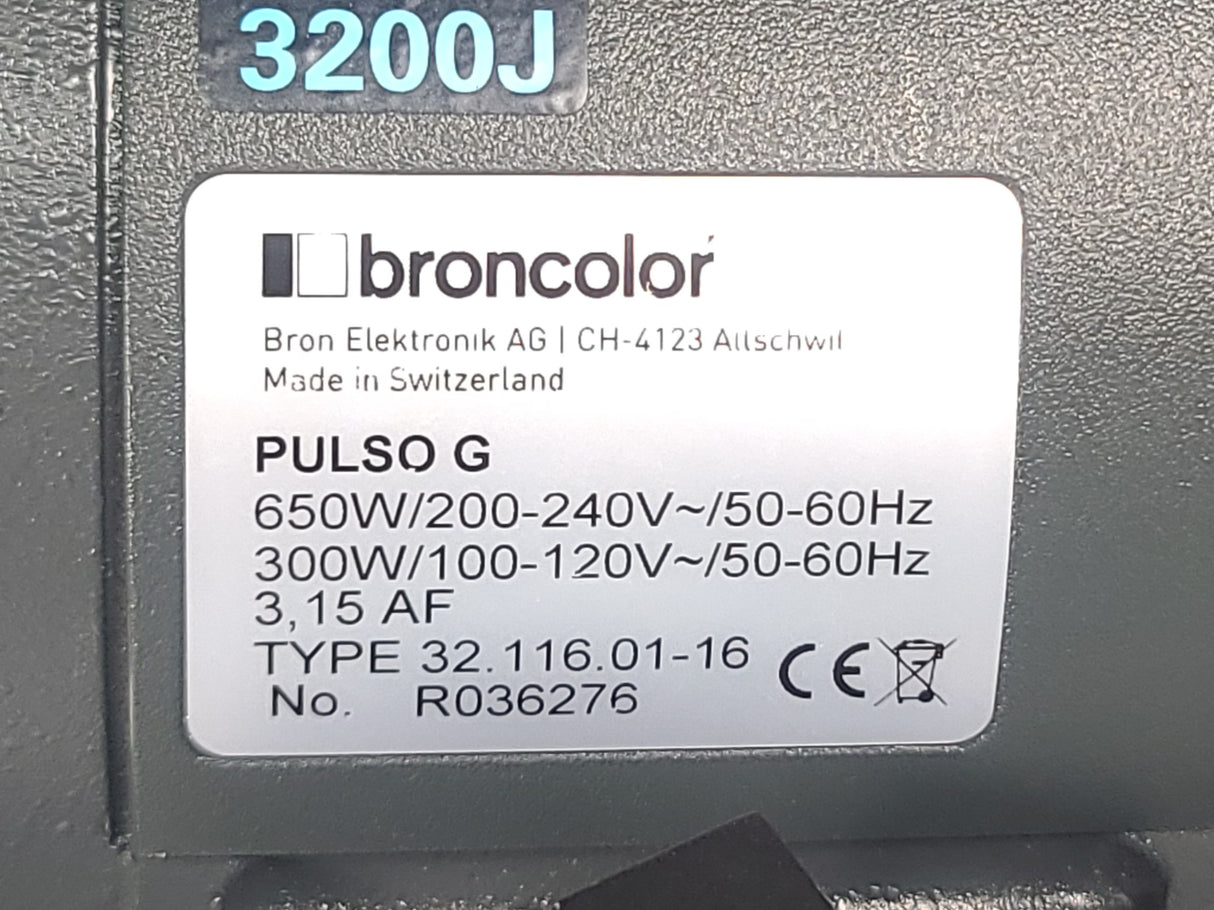 3200J
broncolor
Bron Elektronik AG | CH-4123 Allschwil
Made in Switzerland
PULSO G
650W/200-240V~/50-60Hz
300W/100-120V~/50-60Hz
3,15 AF
TYPE 32.116.01-16
No. R036276
CE